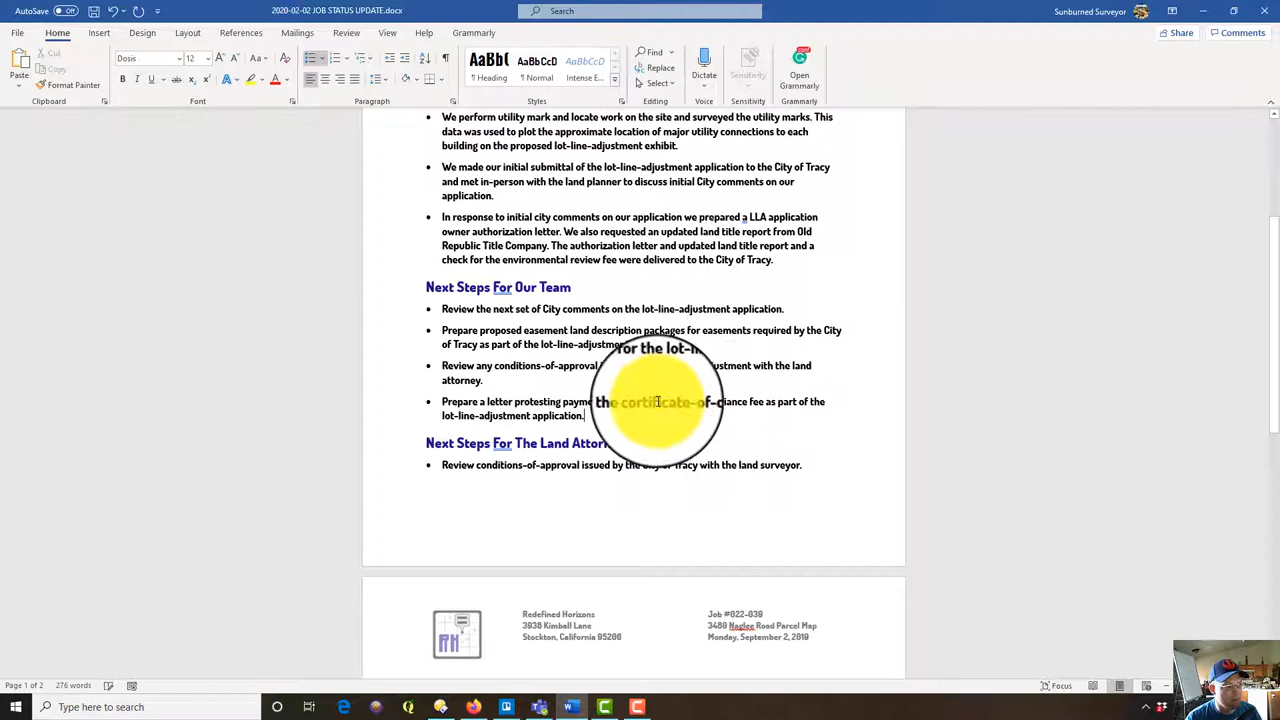 AutoSave Off
2020-02-02 JOB STATUS UPDATE.docx
Search
Sunburned Surveyor
File Home Insert Design Layout References Mailings Review View Help Grammarly
Share Comments
Paste
Cut
Copy
Format Painter
Clipboard
Dosis 12
Font
Paragraph
AaBbC AaBbCcD AaBbCcD
Heading ¶ Normal Intense E...
Styles
Find
Replace
Select
Editing
Dictate
Voice
Sensitivity
Sensitivity
Open
Grammarly
Grammarly
• We perform utility mark and locate work on the site and surveyed the utility marks. This
data was used to plot the approximate location of major utility connections to each
building on the proposed lot-line-adjustment exhibit.
• We made our initial submittal of the lot-line-adjustment application to the City of Tracy
and met in-person with the land planner to discuss initial City comments on our
application.
• In response to initial city comments on our application we prepared a LLA application
owner authorization letter. We also requested an updated land title report from Old
Republic Title Company. The authorization letter and updated land title report and a
check for the environmental review fee were delivered to the City of Tracy.
Next Steps For Our Team
• Review the next set of City comments on the lot-line-adjustment application.
• Prepare proposed easement land description packages for easements required by the City
of Tracy as part of the lot-line-adjustme
for the lot-
• Review any conditions-of-approval ustment with the land
attorney.
• Prepare a letter protesting payme the certificate-of-c iance fee as part of the
lot-line-adjustment application.
Next Steps For The Land Attor
• Review conditions-of-approval issued by the City of Tracy with the land surveyor.
Redefined Horizons
3938 Kimball Lane
Stockton, California 95206
Job #022-039
3480 Naglee Road Parcel Map
Monday, September 2, 2019
RH
Page 1 of 2 276 words
Focus
Type here to search